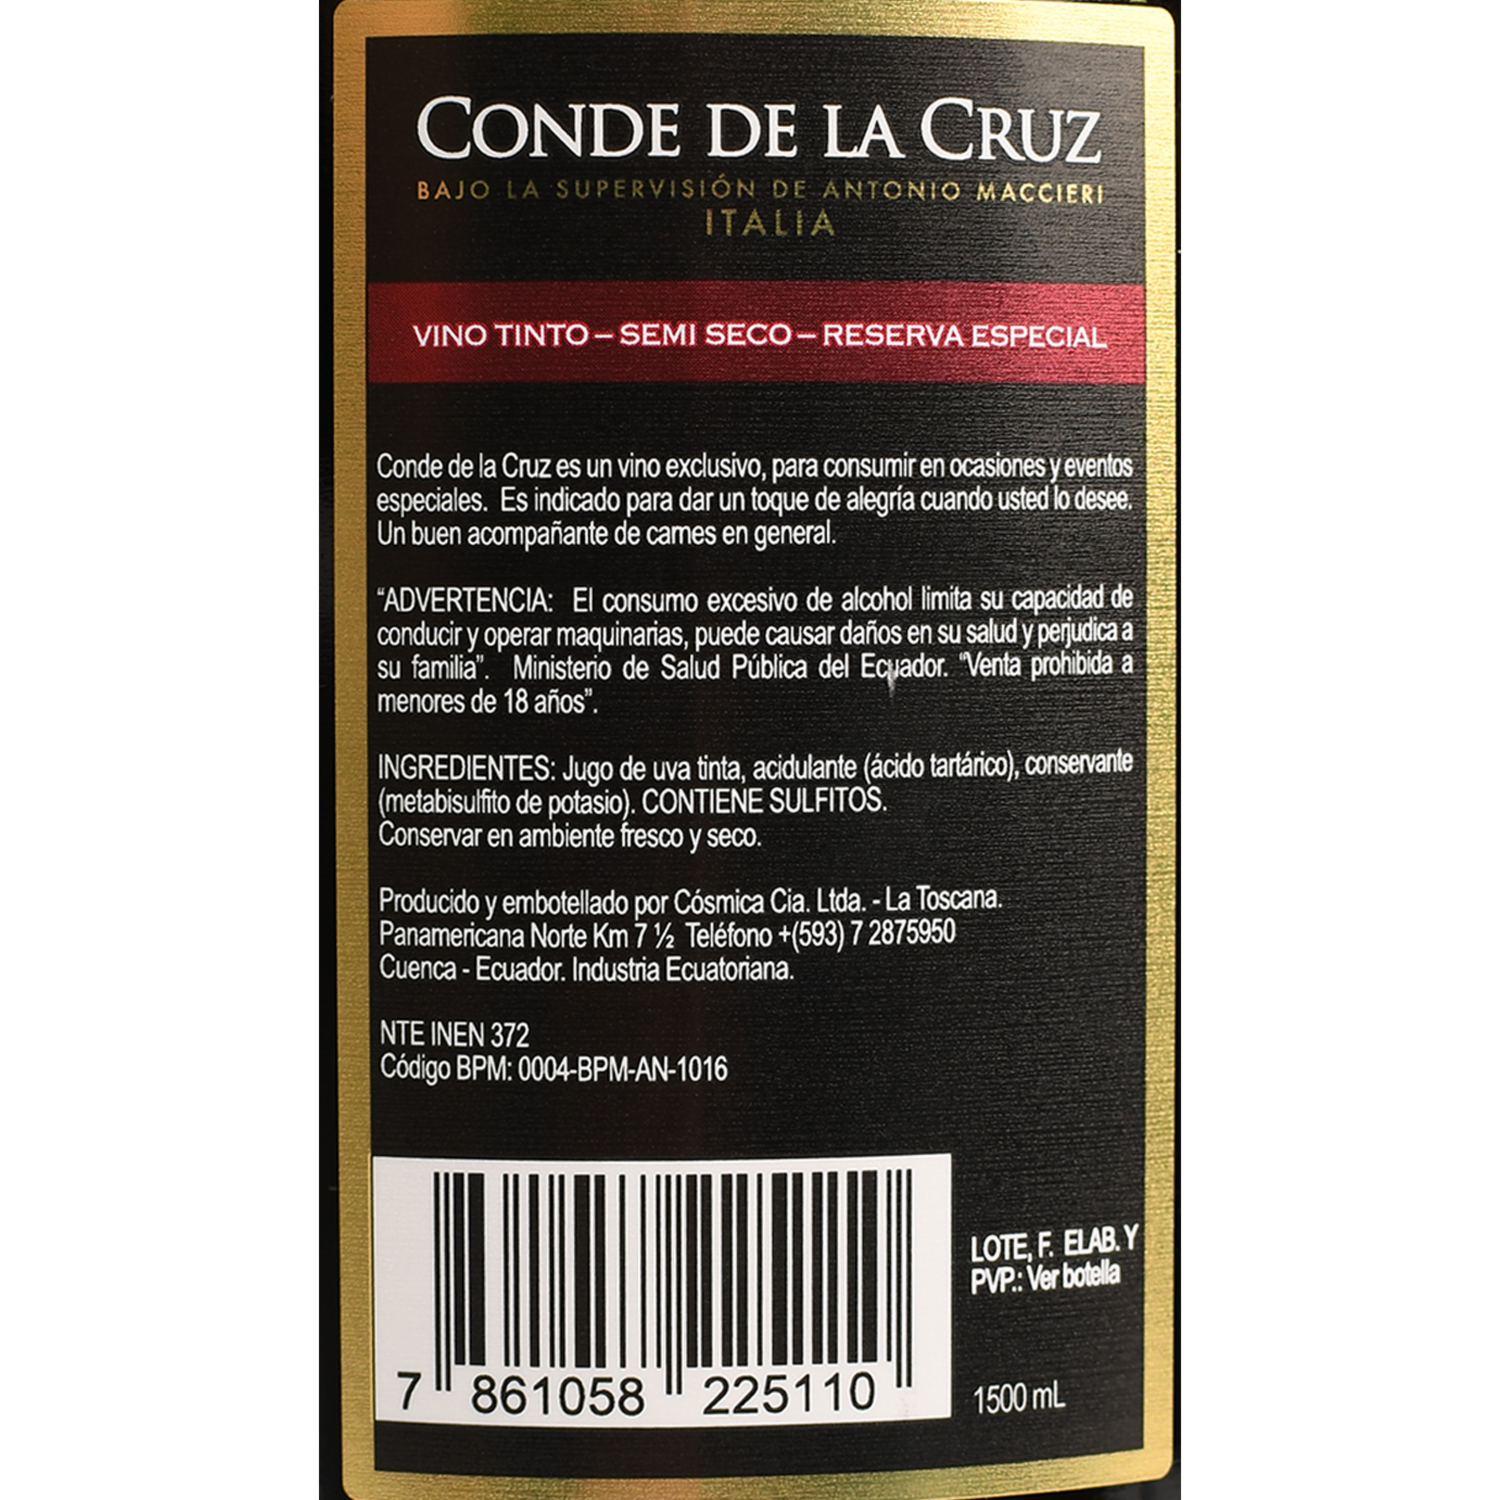 CONDE DE LA CRUZ
BAJO LA SUPERVISIÓN DE ANTONIO MACCIERI
ITALIA
VINO TINTO – SEMI SECO – RESERVA ESPECIAL
Conde de la Cruz es un vino exclusivo, para consumir en ocasiones y eventos
especiales. Es indicado para dar un toque de alegría cuando usted lo desee.
Un buen acompañante de carnes en general.
“ADVERTENCIA: El consumo excesivo de alcohol limita su capacidad de
conducir y operar maquinarias, puede causar daños en su salud y perjudica a
su familia”. Ministerio de Salud Pública del Ecuador. “Venta prohibida a
menores de 18 años”.
INGREDIENTES: Jugo de uva tinta, acidulante (ácido tartárico), conservante
(metabisulfito de potasio). CONTIENE SULFITOS.
Conservar en ambiente fresco y seco.
Producido y embotellado por Cósmica Cia. Ltda. - La Toscana.
Panamericana Norte Km 7 ½ Teléfono +(593) 7 2875950
Cuenca - Ecuador. Industria Ecuatoriana.
NTE INEN 372
Código BPM: 0004-BPM-AN-1016
LOTE, F. ELAB. Y
PVP.: Ver botella
7 861058 225110
1500 mL